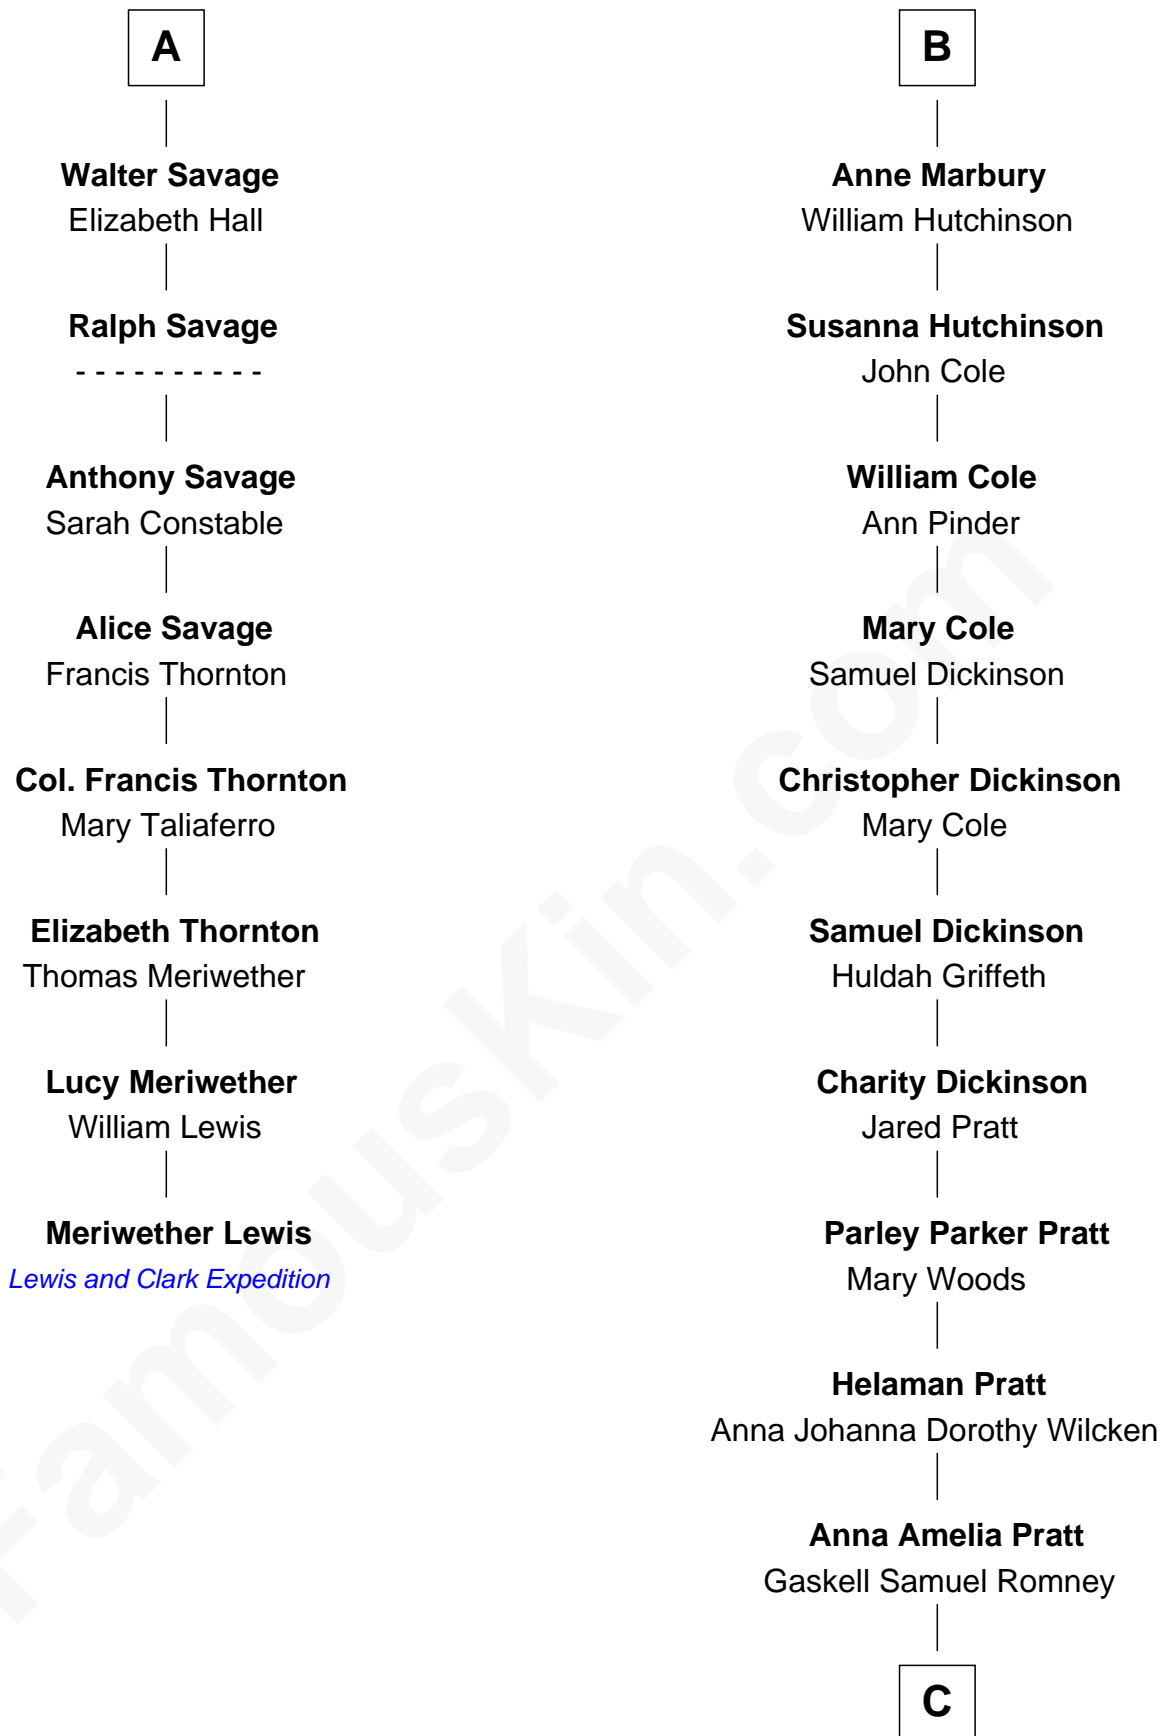 A
Walter Savage
Elizabeth Hall
Ralph Savage
- - - - - - - - - -
Anthony Savage
Sarah Constable
Alice Savage
Francis Thornton
Col. Francis Thornton
Mary Taliaferro
Elizabeth Thornton
Thomas Meriwether
Lucy Meriwether
William Lewis
Meriwether Lewis
Lewis and Clark Expedition
B
Anne Marbury
William Hutchinson
Susanna Hutchinson
John Cole
William Cole
Ann Pinder
Mary Cole
Samuel Dickinson
Christopher Dickinson
Mary Cole
Samuel Dickinson
Huldah Griffeth
Charity Dickinson
Jared Pratt
Parley Parker Pratt
Mary Woods
Helaman Pratt
Anna Johanna Dorothy Wilcken
Anna Amelia Pratt
Gaskell Samuel Romney
C
FamousKin.com